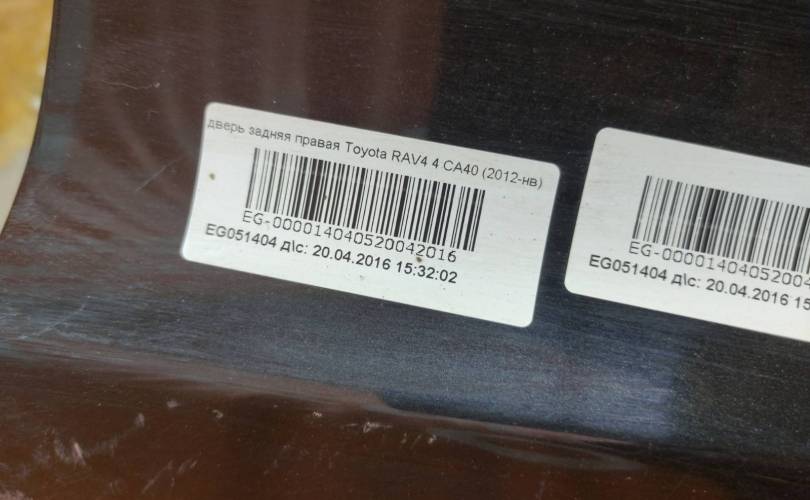 дверь задняя правая Toyota RAV4 4 CA40 (2012-нв)
EG-000014040520042016
EG051404 д\с: 20.04.2016 15:32:02
EG-00001404052004
EG051404 д\с: 20.04.2016 15